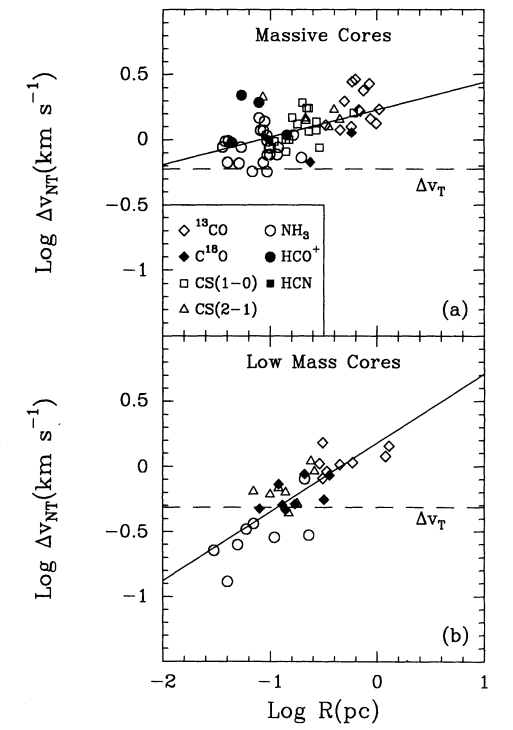 Massive Cores
0.5
0
−0.5
−1
Log Δv_NT(km s⁻¹)
Δv_T
◇ ¹³CO ○ NH₃
◆ C¹⁸O ● HCO⁺
□ CS(1−0) ■ HCN
△ CS(2−1)
(a)
Low Mass Cores
0.5
0
−0.5
−1
Log Δv_NT(km s⁻¹)
Δv_T
(b)
−2 −1 0 1
Log R(pc)